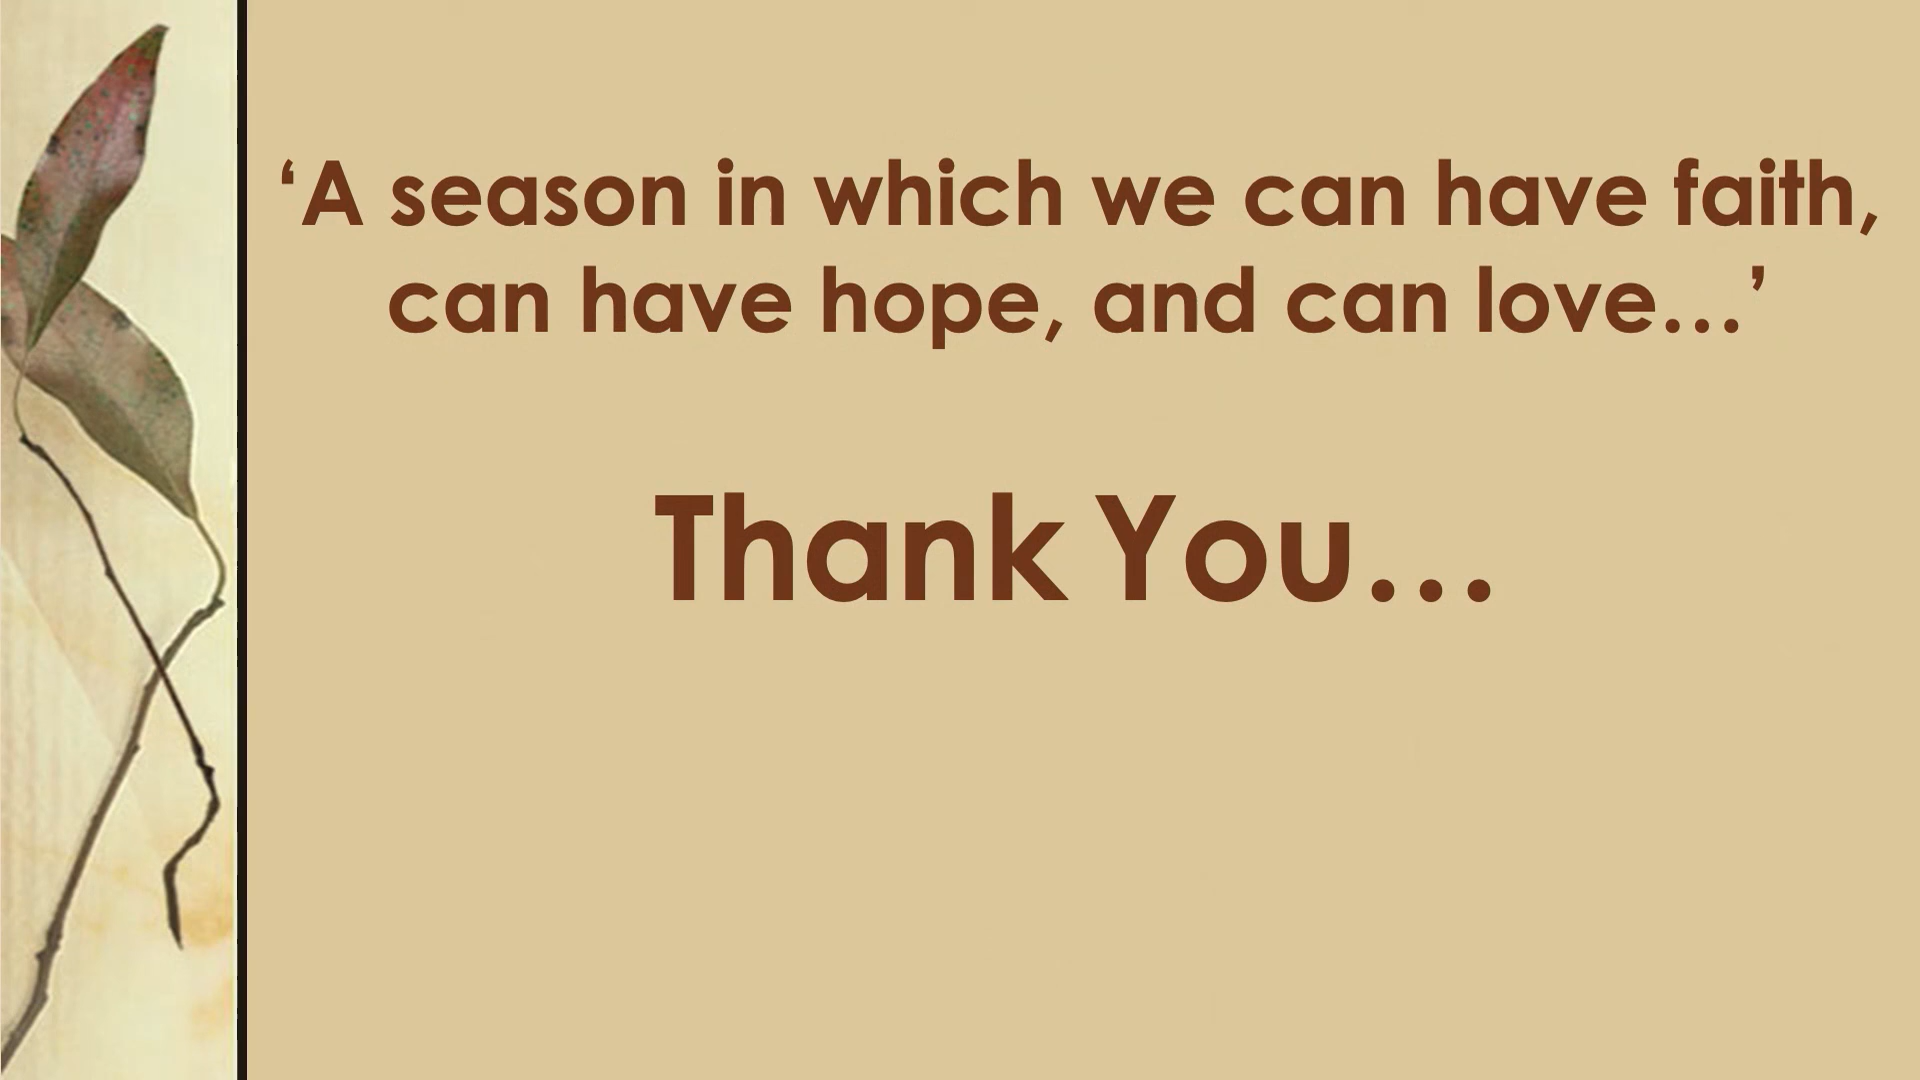 ‘A season in which we can have faith,
can have hope, and can love…’
Thank You…